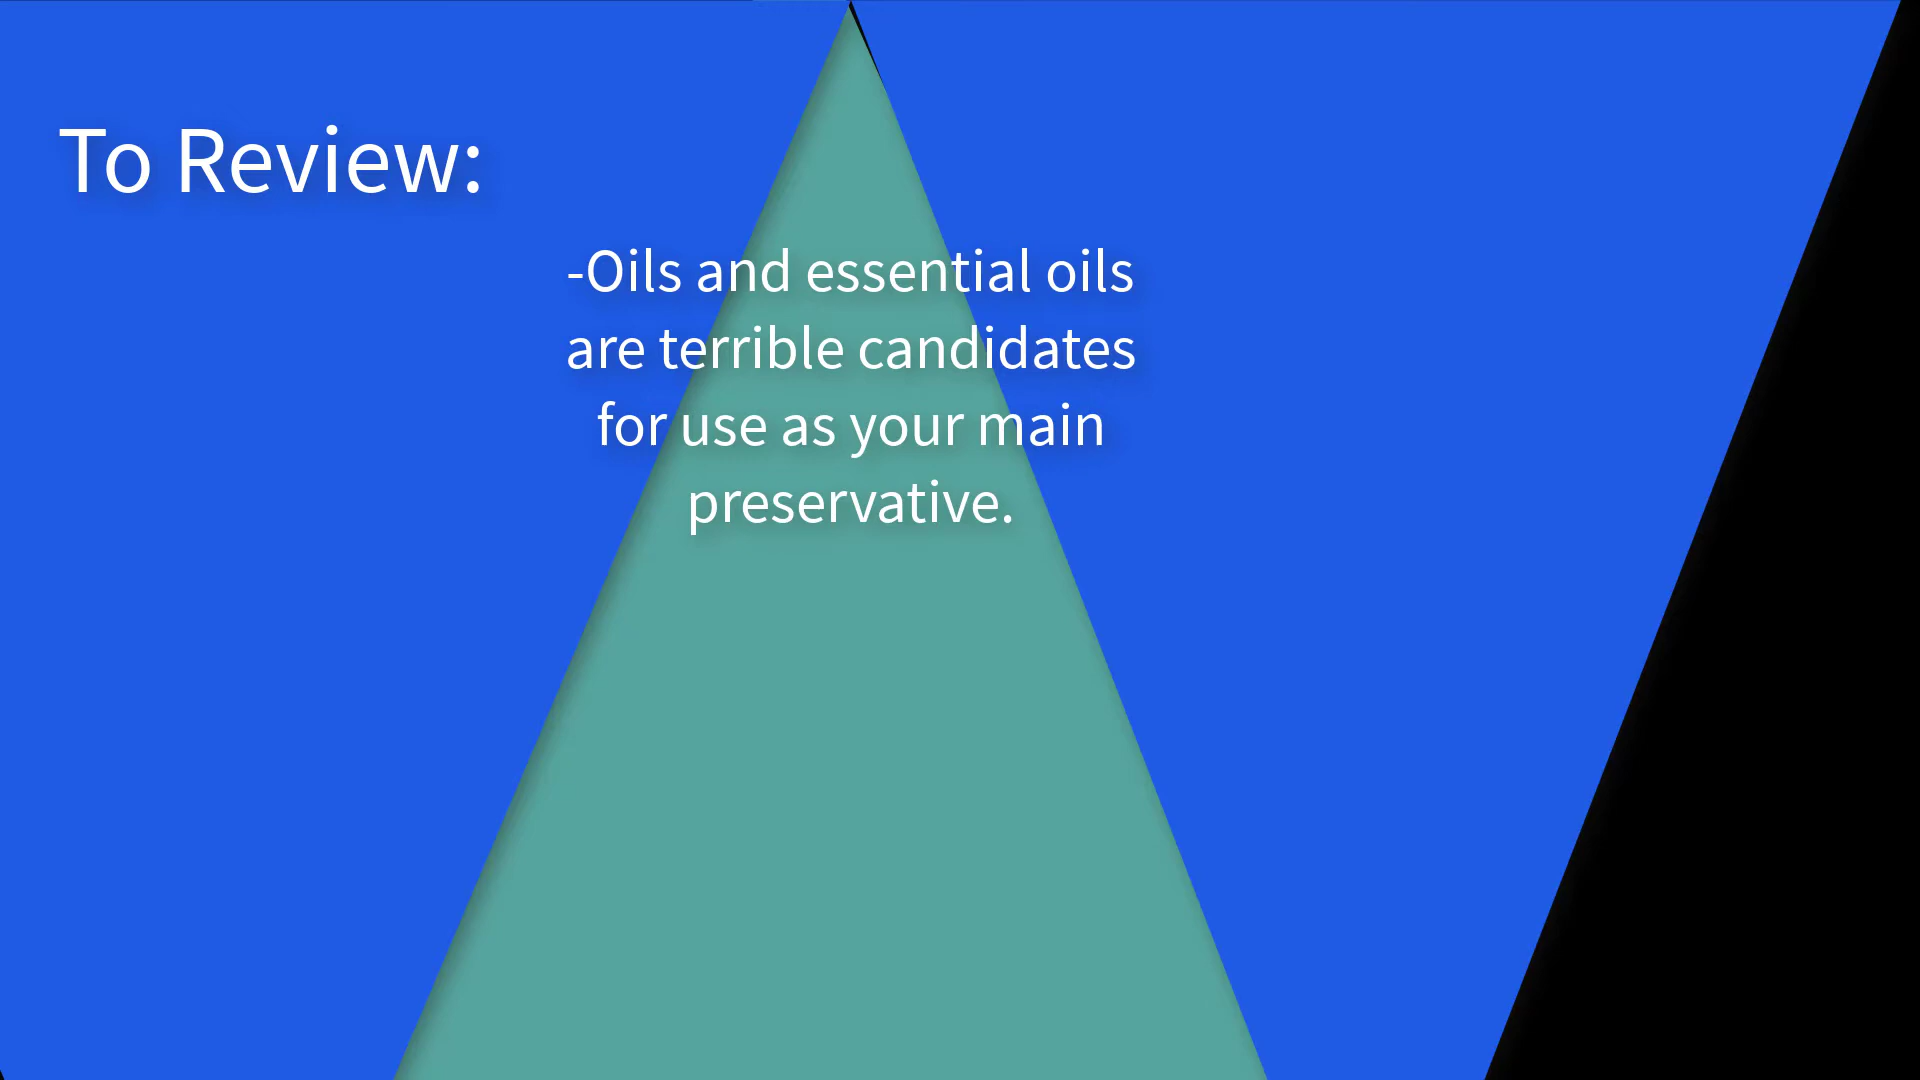 To Review:
-Oils and essential oils
are terrible candidates
for use as your main
preservative.